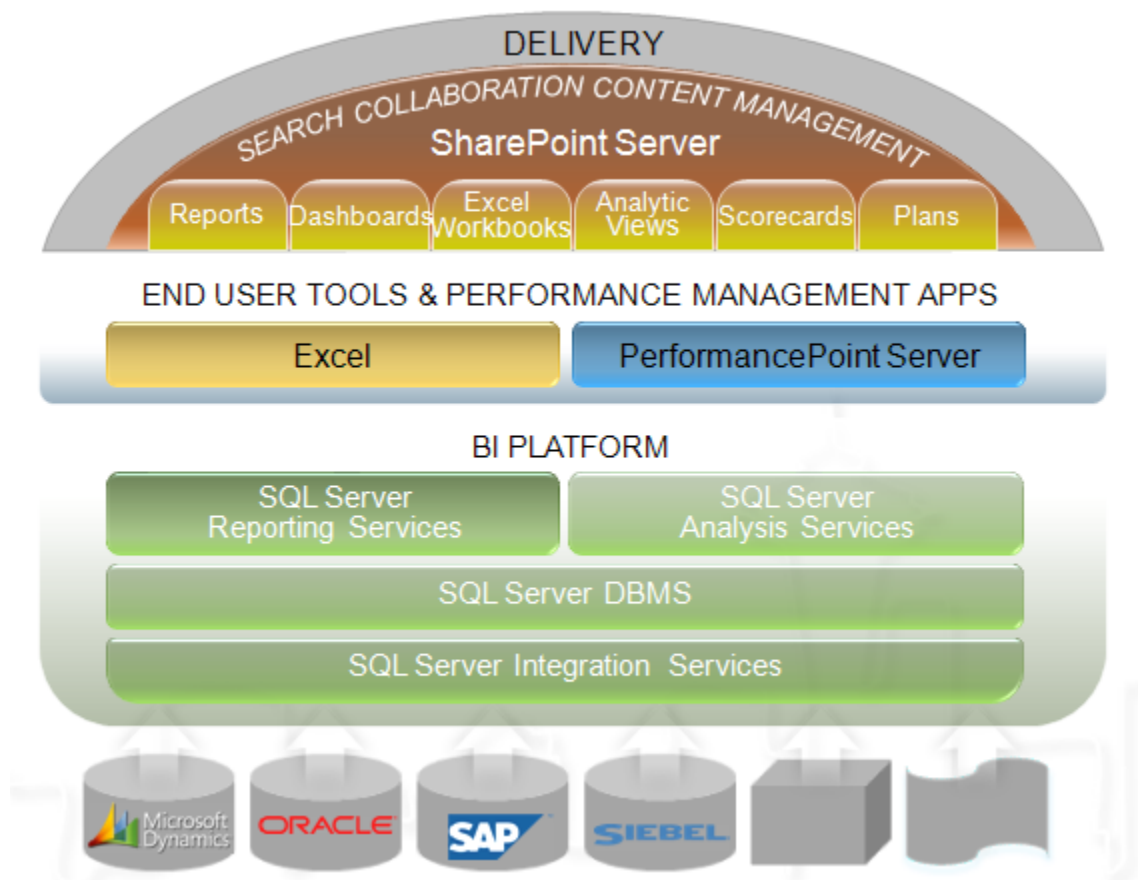 DELIVERY
SEARCH COLLABORATION CONTENT MANAGEMENT
SharePoint Server
Reports
Dashboards
Excel
Workbooks
Analytic
Views
Scorecards
Plans
END USER TOOLS & PERFORMANCE MANAGEMENT APPS
Excel
PerformancePoint Server
BI PLATFORM
SQL Server
Reporting Services
SQL Server
Analysis Services
SQL Server DBMS
SQL Server Integration Services
Microsoft
Dynamics
ORACLE
SAP
SIEBEL